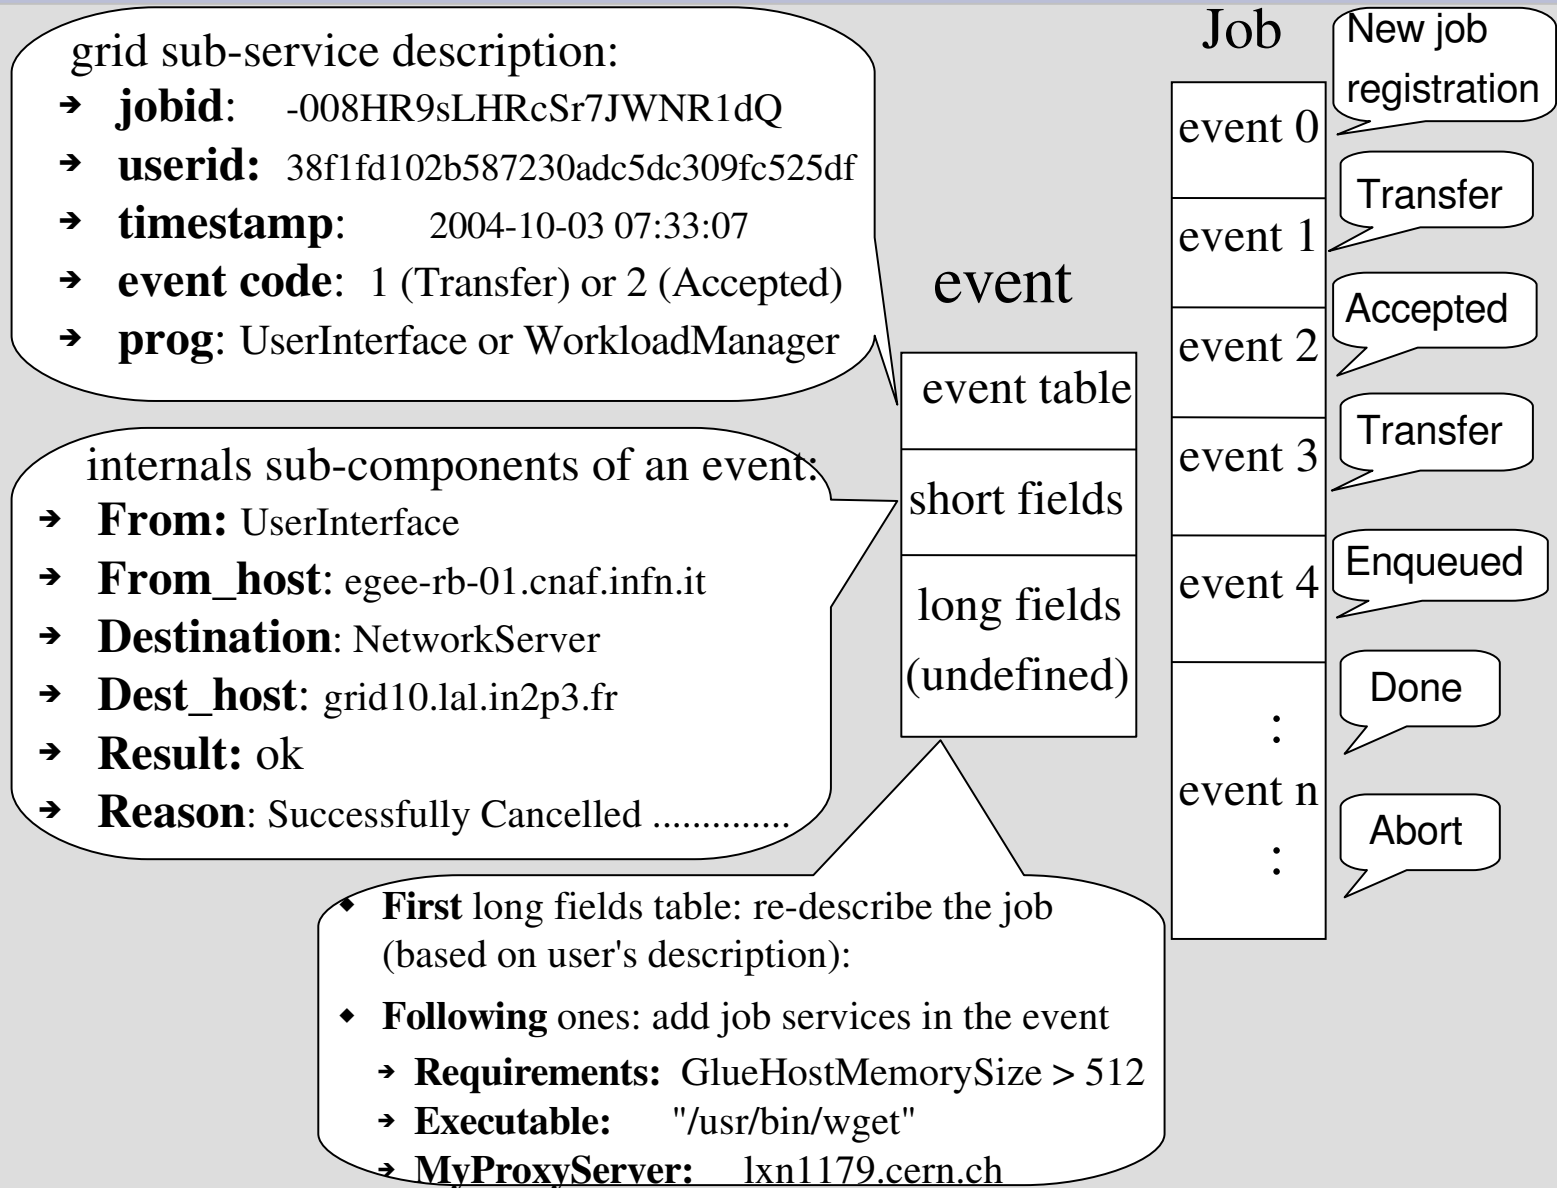 grid sub-service description:
➔ jobid: -008HR9sLHRcSr7JWNR1dQ
➔ userid: 38f1fd102b587230adc5dc309fc525df
➔ timestamp: 2004-10-03 07:33:07
➔ event code: 1 (Transfer) or 2 (Accepted)
➔ prog: UserInterface or WorkloadManager
internals sub-components of an event:
➔ From: UserInterface
➔ From_host: egee-rb-01.cnaf.infn.it
➔ Destination: NetworkServer
➔ Dest_host: grid10.lal.in2p3.fr
➔ Result: ok
➔ Reason: Successfully Cancelled ..............
event
event table
short fields
long fields
(undefined)
◆ First long fields table: re-describe the job
(based on user's description):
◆ Following ones: add job services in the event
➔ Requirements: GlueHostMemorySize > 512
➔ Executable: "/usr/bin/wget"
➔ MyProxyServer: lxn1179.cern.ch
Job
event 0
event 1
event 2
event 3
event 4
:
event n
:
New job
registration
Transfer
Accepted
Transfer
Enqueued
Done
Abort